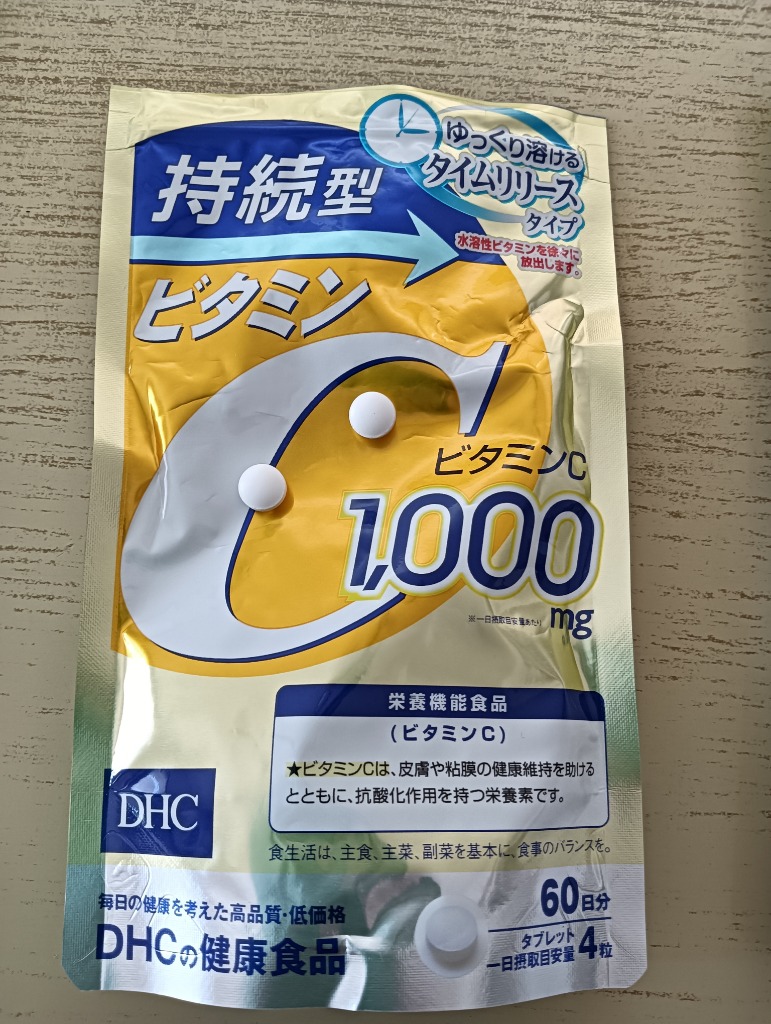 ゆっくり溶ける
タイムリリース
タイプ
水溶性ビタミンを徐々に
放出します。
持続型
ビタミン
C
ビタミンC
1,000
mg
※一日摂取目安量あたり
栄養機能食品
(ビタミンC)
★ビタミンCは、皮膚や粘膜の健康維持を助ける
とともに、抗酸化作用を持つ栄養素です。
DHC
食生活は、主食、主菜、副菜を基本に、食事のバランスを。
毎日の健康を考えた高品質・低価格
DHCの健康食品
60日分
タブレット
一日摂取目安量 4粒